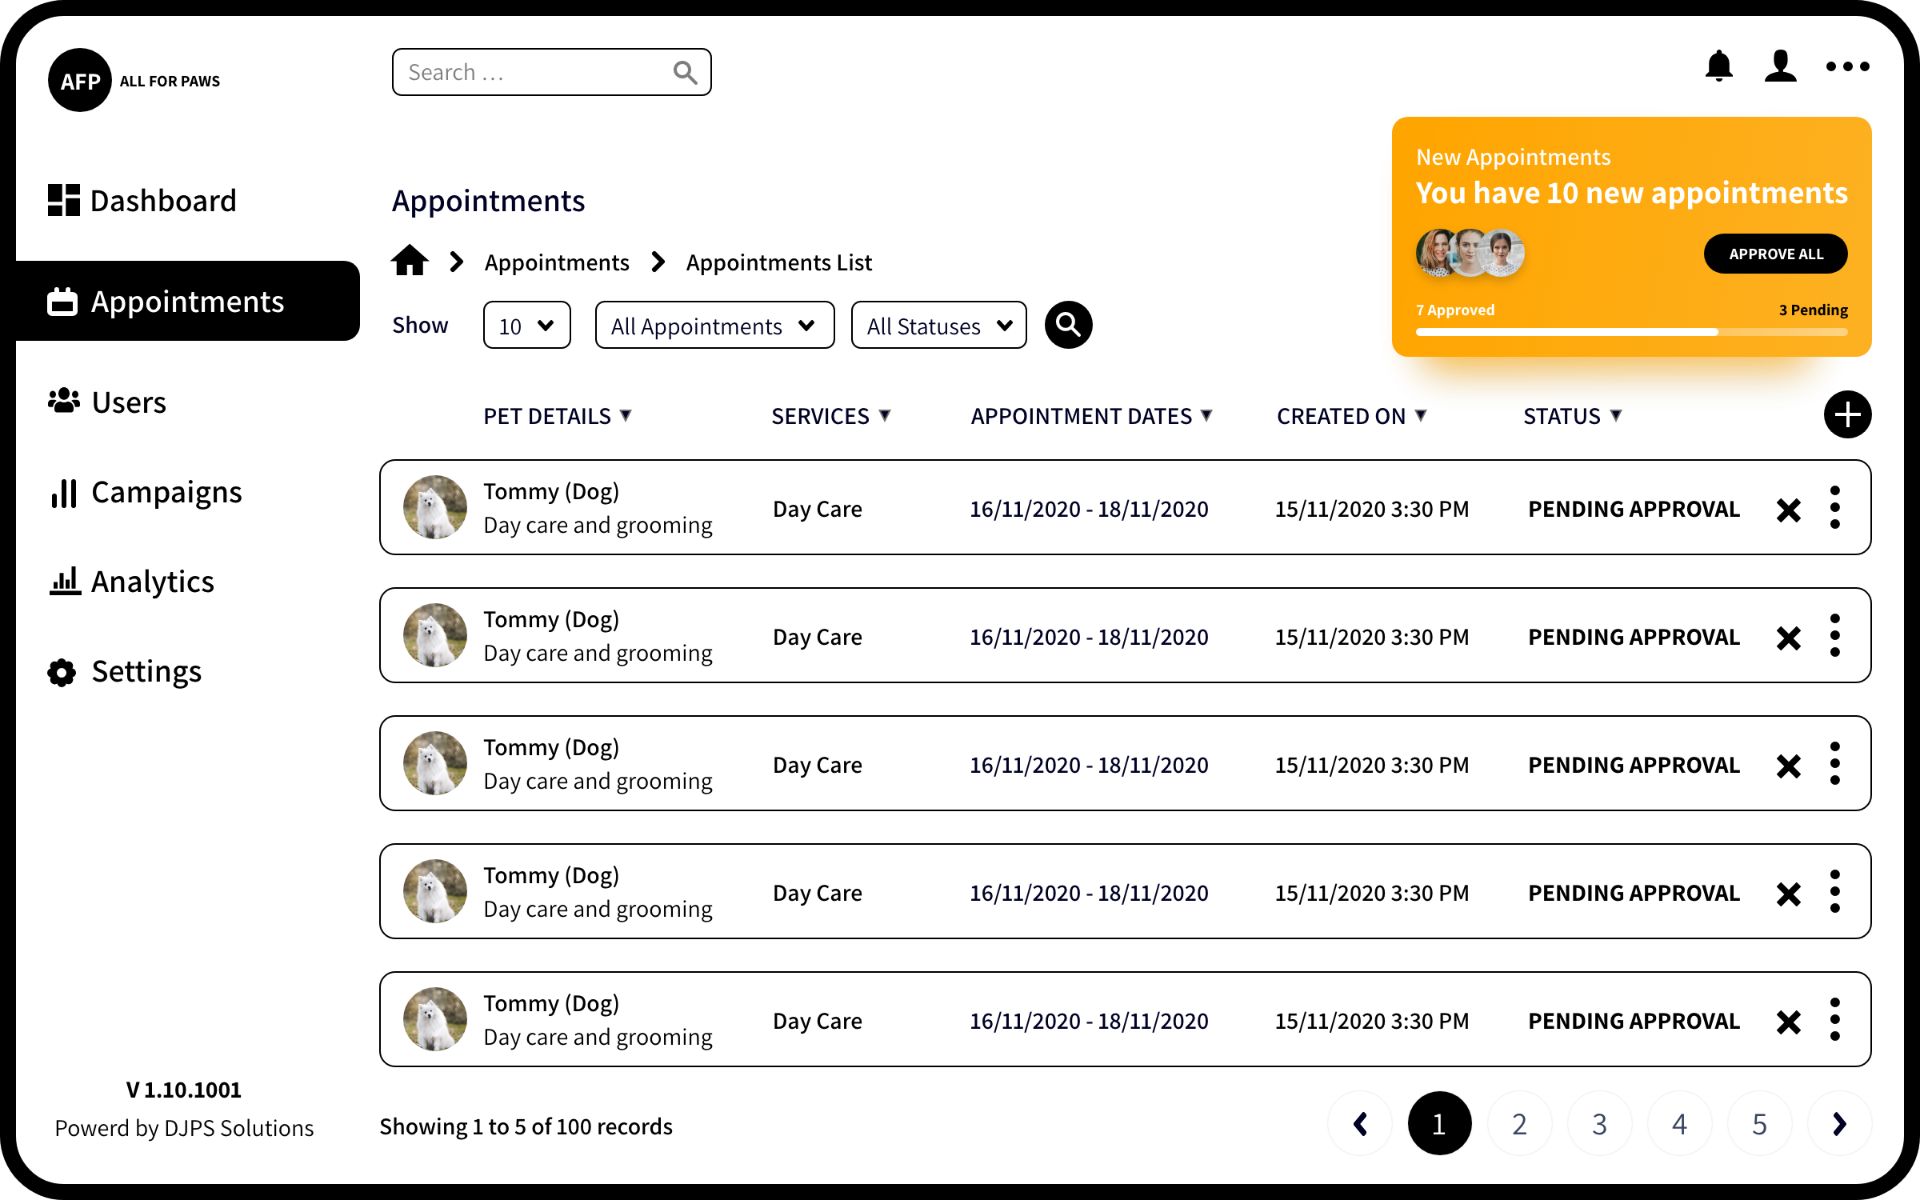 AFP ALL FOR PAWS
Search ...
Dashboard
Appointments
Users
Campaigns
Analytics
Settings
V 1.10.1001
Powerd by DJPS Solutions
Appointments
Appointments Appointments List
Show 10 All Appointments All Statuses
New Appointments
You have 10 new appointments
APPROVE ALL
7 Approved 3 Pending
PET DETAILS SERVICES APPOINTMENT DATES CREATED ON STATUS
Tommy (Dog)
Day care and grooming
Day Care 16/11/2020 - 18/11/2020 15/11/2020 3:30 PM PENDING APPROVAL
Tommy (Dog)
Day care and grooming
Day Care 16/11/2020 - 18/11/2020 15/11/2020 3:30 PM PENDING APPROVAL
Tommy (Dog)
Day care and grooming
Day Care 16/11/2020 - 18/11/2020 15/11/2020 3:30 PM PENDING APPROVAL
Tommy (Dog)
Day care and grooming
Day Care 16/11/2020 - 18/11/2020 15/11/2020 3:30 PM PENDING APPROVAL
Tommy (Dog)
Day care and grooming
Day Care 16/11/2020 - 18/11/2020 15/11/2020 3:30 PM PENDING APPROVAL
Showing 1 to 5 of 100 records
1 2 3 4 5